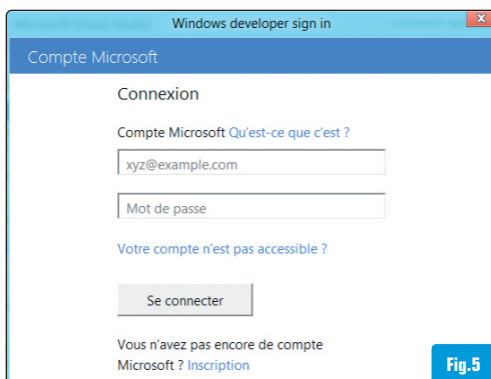 Windows developer sign in
x
Compte Microsoft
Connexion
Compte Microsoft Qu'est-ce que c'est ?
xyz@example.com
Mot de passe
Votre compte n'est pas accessible ?
Se connecter
Vous n'avez pas encore de compte
Microsoft ? Inscription
Fig.5